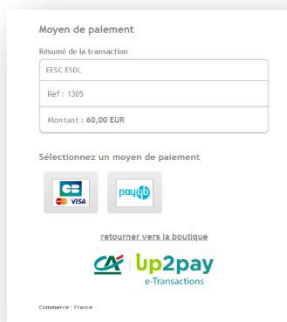 Moyen de paiement
Résumé de la transaction
EESC ESDL
Ref : 1305
Montant : 60,00 EUR
Sélectionnez un moyen de paiement
CB
VISA
paylib
retourner vers la boutique
CA
up2pay
e-Transactions
Commerce : France